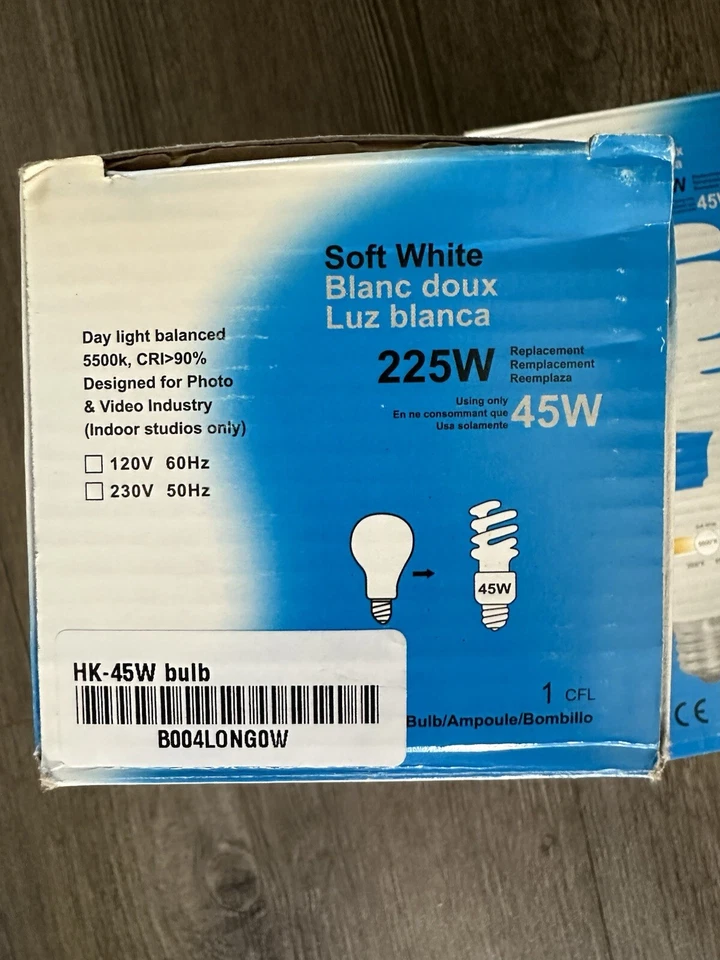 Soft White
Blanc doux
Luz blanca
225W
Replacement
Remplacement
Reemplaza
Using only
En ne consommant que
Usa solamente
45W
Day light balanced
5500k, CRI>90%
Designed for Photo
& Video Industry
(Indoor studios only)
120V 60Hz
230V 50Hz
45W
HK-45W bulb
B004LONG0W
1 CFL
Bulb/Ampoule/Bombillo
45W
CE